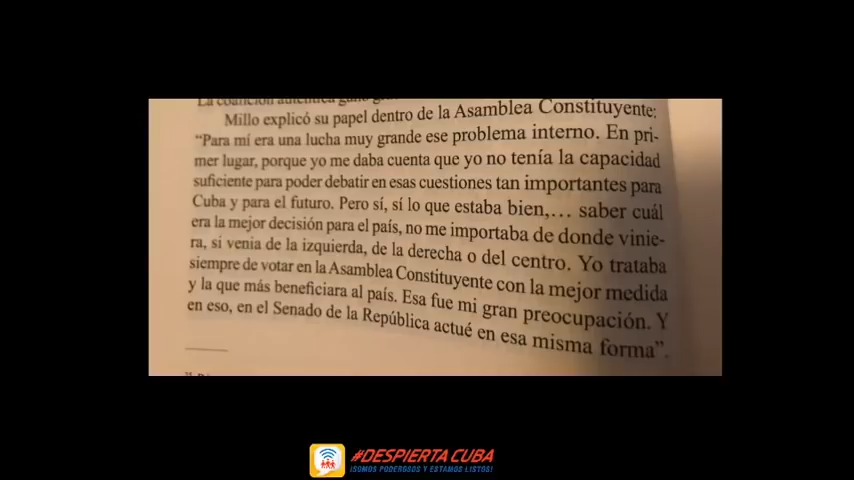 La coalición auténtica
Millo explicó su papel dentro de la Asamblea Constituyente:
“Para mí era una lucha muy grande ese problema interno. En pri-
mer lugar, porque yo me daba cuenta que yo no tenía la capacidad
suficiente para poder debatir en esas cuestiones tan importantes para
Cuba y para el futuro. Pero sí, sí lo que estaba bien,… saber cuál
era la mejor decisión para el país, no me importaba de donde vinie-
ra, si venia de la izquierda, de la derecha o del centro. Yo trataba
siempre de votar en la Asamblea Constituyente con la mejor medida
y la que más beneficiara al país. Esa fue mi gran preocupación. Y
en eso, en el Senado de la República actué en esa misma forma”.
#DESPIERTA CUBA
¡SOMOS PODEROSOS Y ESTAMOS LISTOS!